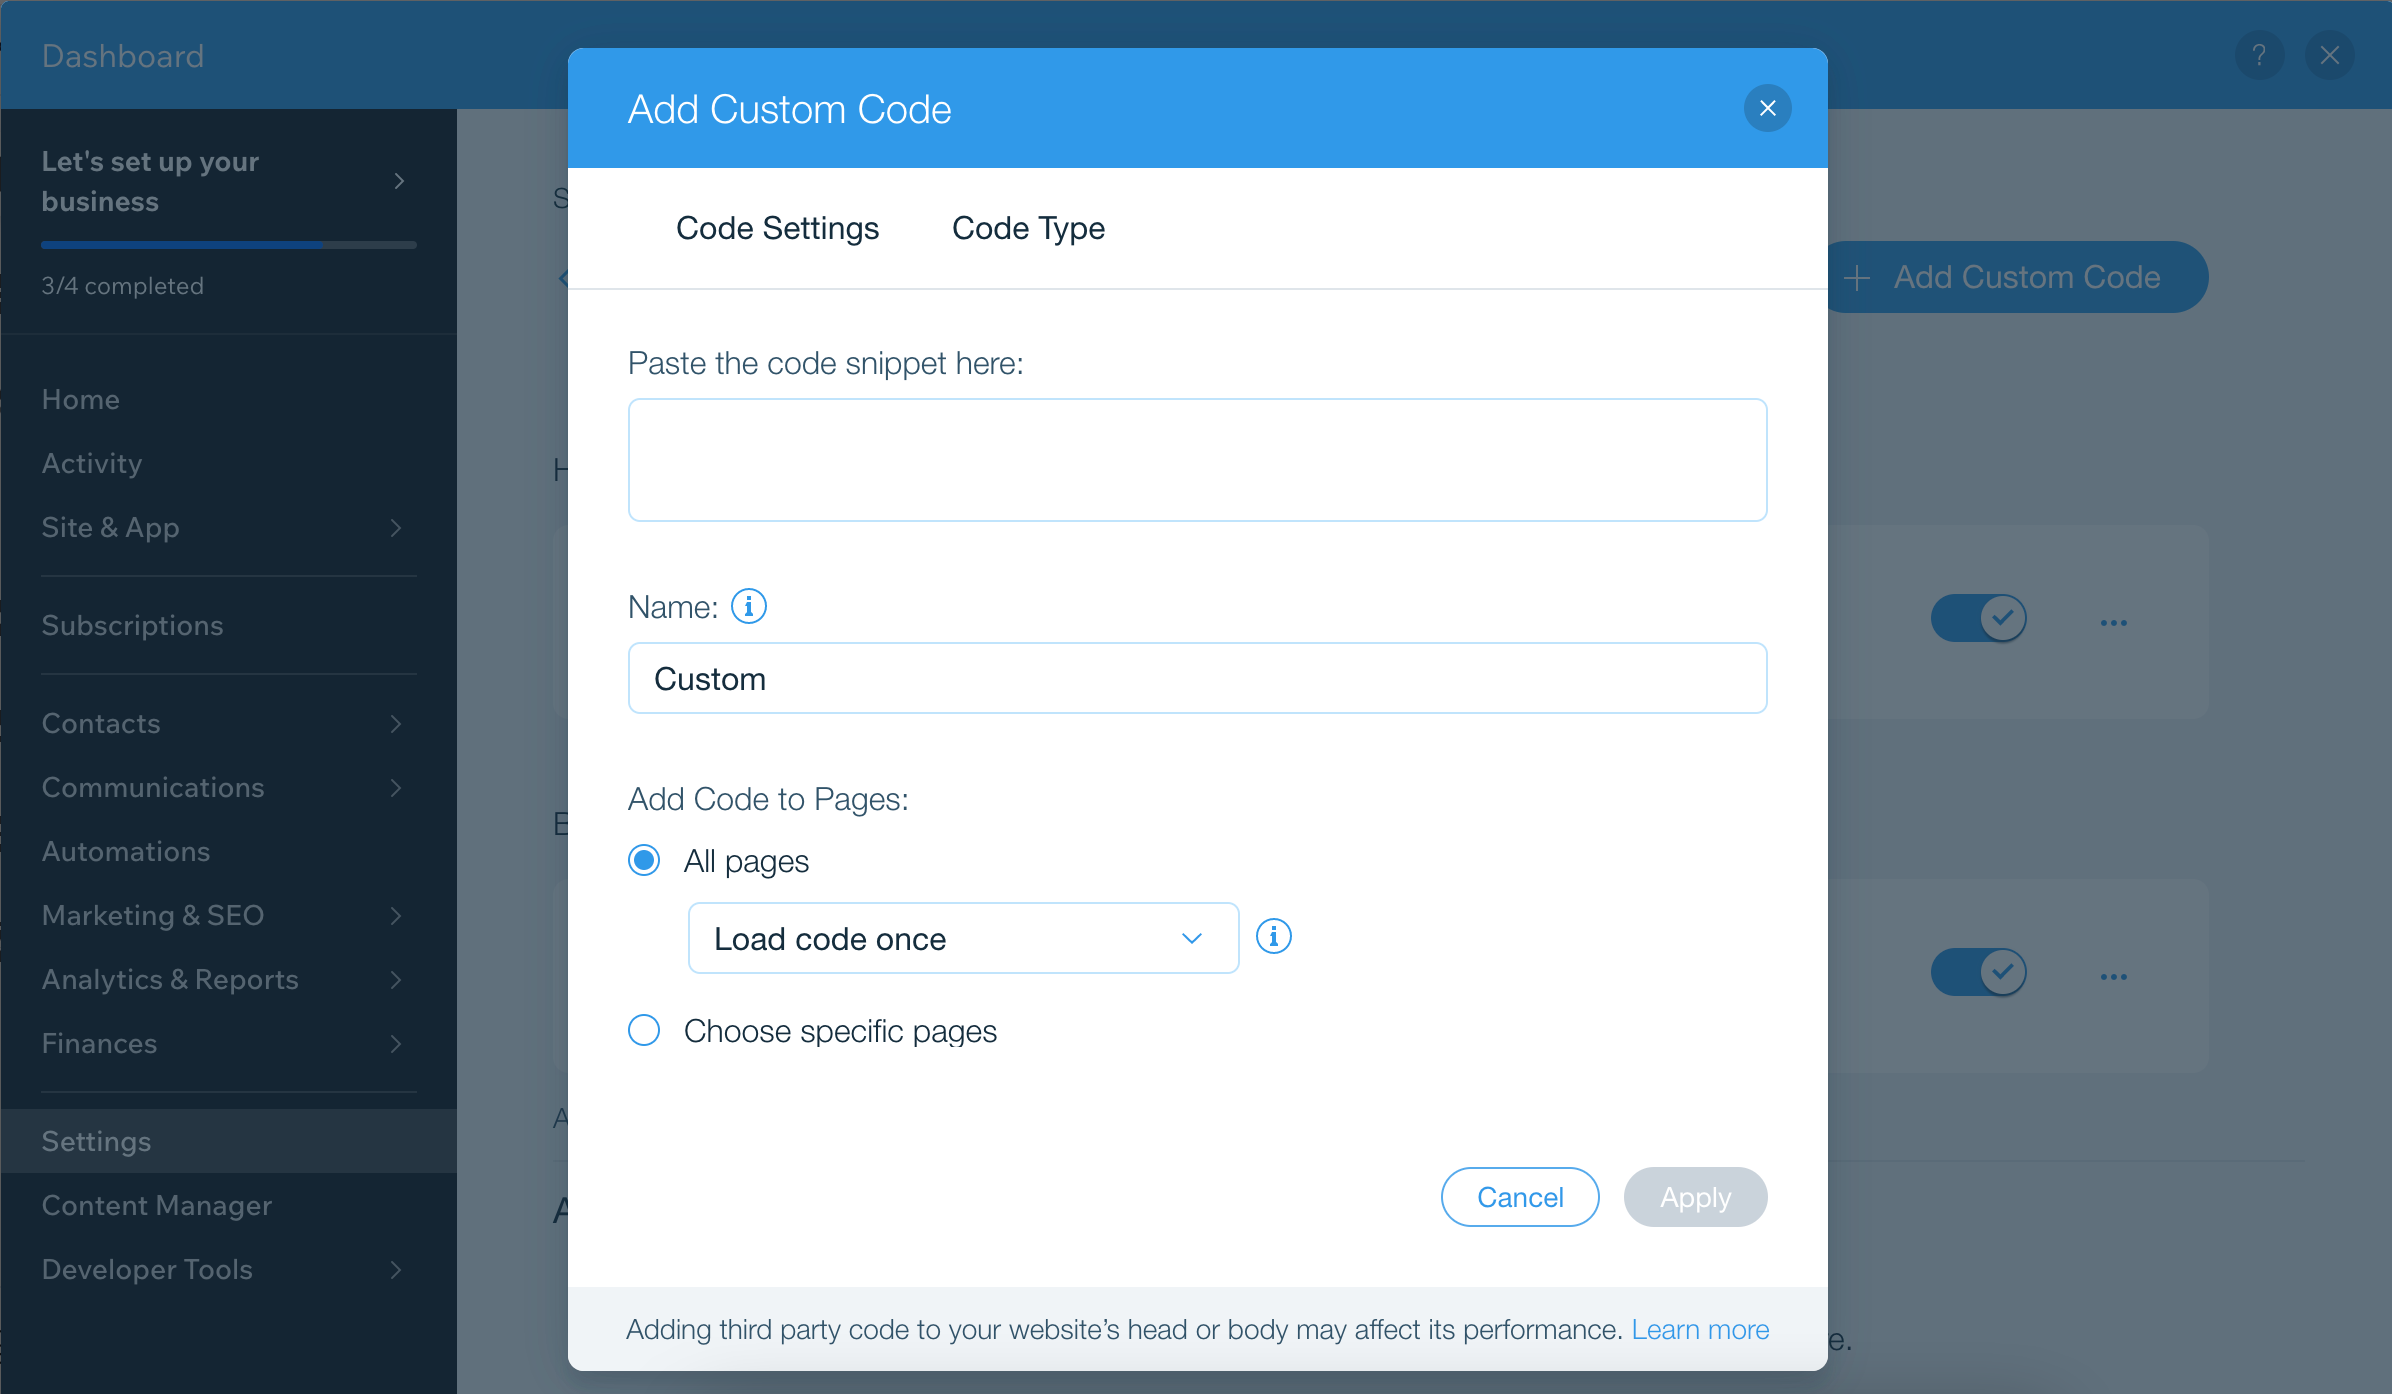 Dashboard
?
Let's set up your
business
3/4 completed
Home
Activity
Site & App
Subscriptions
Contacts
Communications
Automations
Marketing & SEO
Analytics & Reports
Finances
Settings
Content Manager
Developer Tools
Add Custom Code
Add Custom Code
Code Settings
Code Type
Paste the code snippet here:
Name:
Custom
Add Code to Pages:
All pages
Load code once
Choose specific pages
Cancel
Apply
Adding third party code to your website’s head or body may affect its performance. Learn more